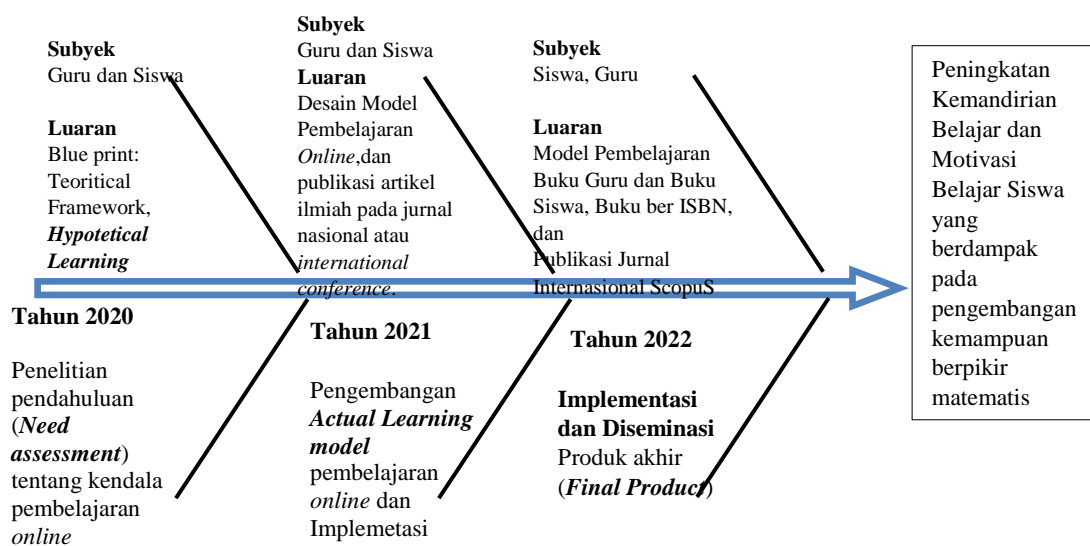 Subyek
Guru dan Siswa
Luaran
Blue print:
Teoritical
Framework,
Hypotetical
Learning
Subyek
Guru dan Siswa
Luaran
Desain Model
Pembelajaran
Online,dan
publikasi artikel
ilmiah pada jurnal
nasional atau
international
conference.
Subyek
Siswa, Guru
Luaran
Model Pembelajaran
Buku Guru dan Buku
Siswa, Buku ber ISBN,
dan
Publikasi Jurnal
Internasional ScopuS
Tahun 2020
Penelitian
pendahuluan
(Need
assessment)
tentang kendala
pembelajaran
online
Tahun 2021
Pengembangan
Actual Learning
model
pembelajaran
online dan
Implemetasi
Tahun 2022
Implementasi
dan Diseminasi
Produk akhir
(Final Product)
Peningkatan
Kemandirian
Belajar dan
Motivasi
Belajar Siswa
yang
berdampak
pada
pengembangan
kemampuan
berpikir
matematis